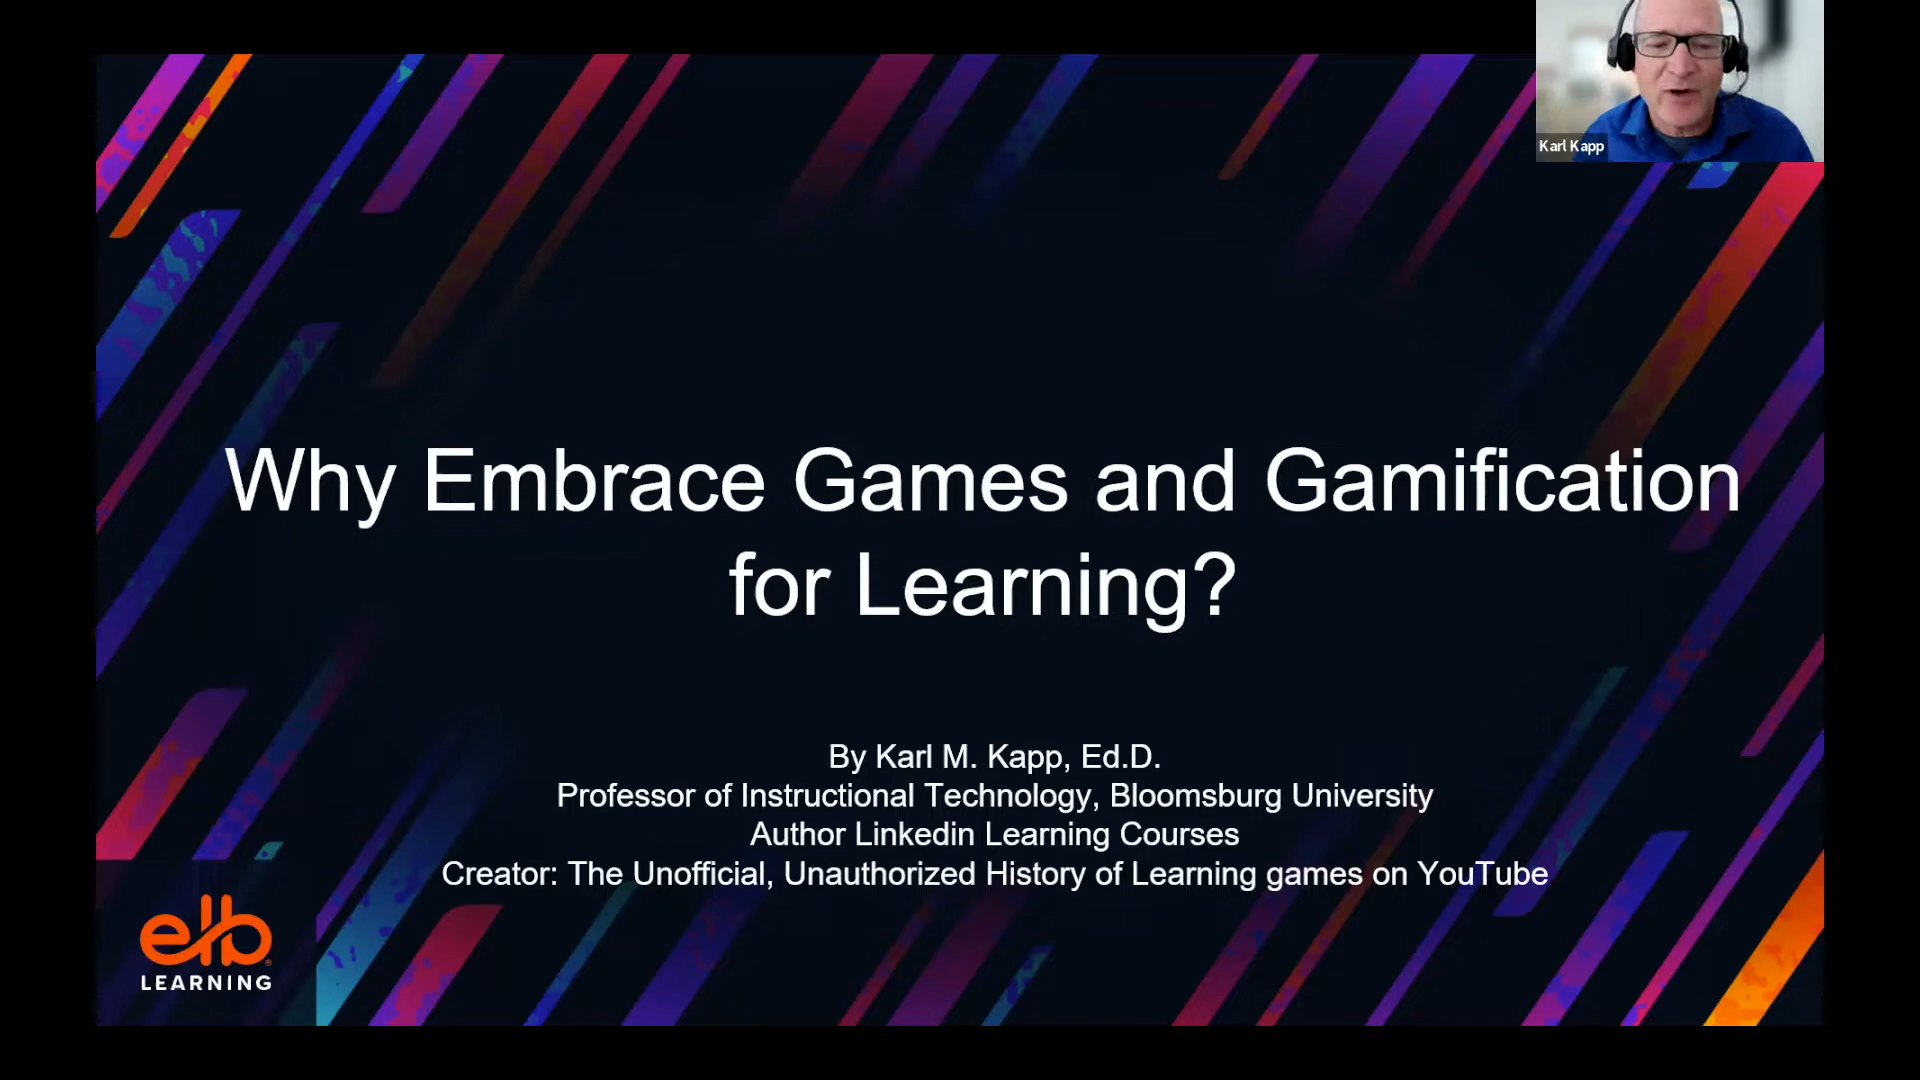 Karl Kapp
Why Embrace Games and Gamification
for Learning?
By Karl M. Kapp, Ed.D.
Professor of Instructional Technology, Bloomsburg University
Author Linkedin Learning Courses
Creator: The Unofficial, Unauthorized History of Learning games on YouTube
elb
LEARNING